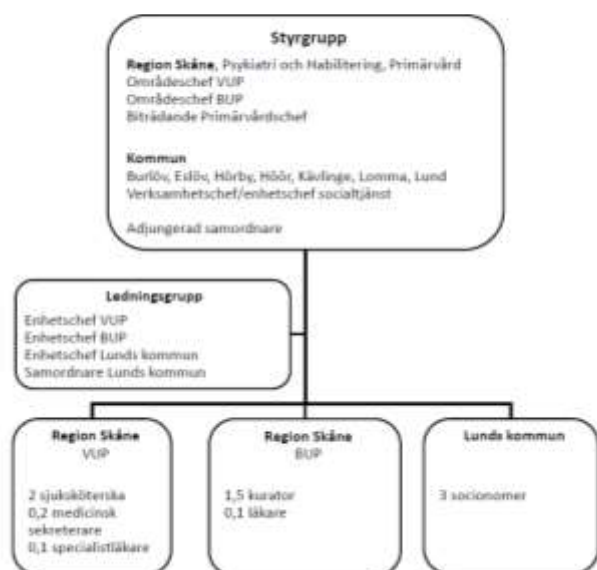 Styrgrupp
Region Skåne, Psykiatri och Habilitering, Primärvård
Områdeschef VUP
Områdeschef BUP
Biträdande Primärvårdschef
Kommun
Burlöv, Eslöv, Hörby, Höör, Kävlinge, Lomma, Lund
Verksamhetschef/enhetschef socialtjänst
Adjungerad samordnare
Ledningsgrupp
Enhetschef VUP
Enhetschef BUP
Enhetschef Lunds kommun
Samordnare Lunds kommun
Region Skåne
VUP
2 sjuksköterska
0,2 medicinsk
sekreterare
0,1 specialistläkare
Region Skåne
BUP
1,5 kurator
0,1 läkare
Lunds kommun
3 socionomer